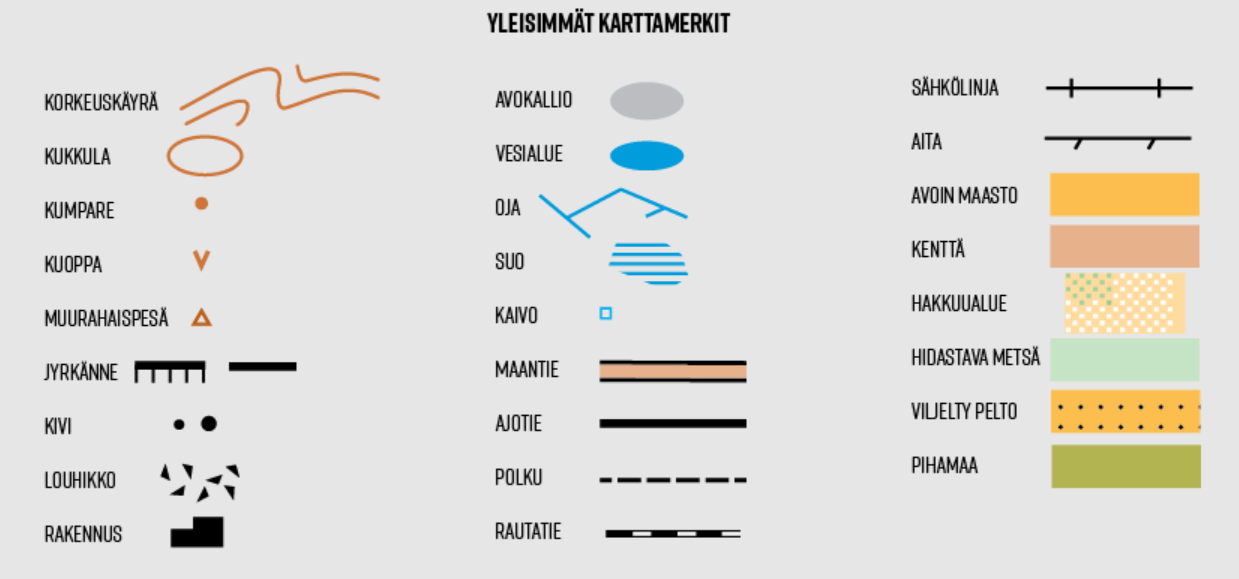 YLEISIMMÄT KARTTAMERKIT
KORKEUSKÄYRÄ
KUKKULA
KUMPARE
KUOPPA
MUURAHAISPESÄ
JYRKÄNNE
KIVI
LOUHIKKO
RAKENNUS
AVOKALLIO
VESIALUE
OJA
SUO
KAIVO
MAANTIE
AJOTIE
POLKU
RAUTATIE
SÄHKÖLINJA
AITA
AVOIN MAASTO
KENTTÄ
HAKKUUALUE
HIDASTAVA METSÄ
VILJELTY PELTO
PIHAMAA